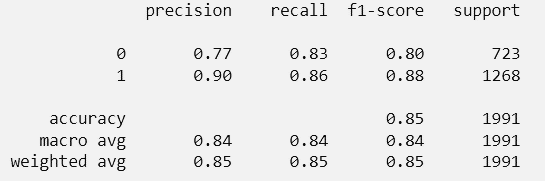 precision recall f1-score support
0 0.77 0.83 0.80 723
1 0.90 0.86 0.88 1268
accuracy 0.85 1991
macro avg 0.84 0.84 0.84 1991
weighted avg 0.85 0.85 0.85 1991